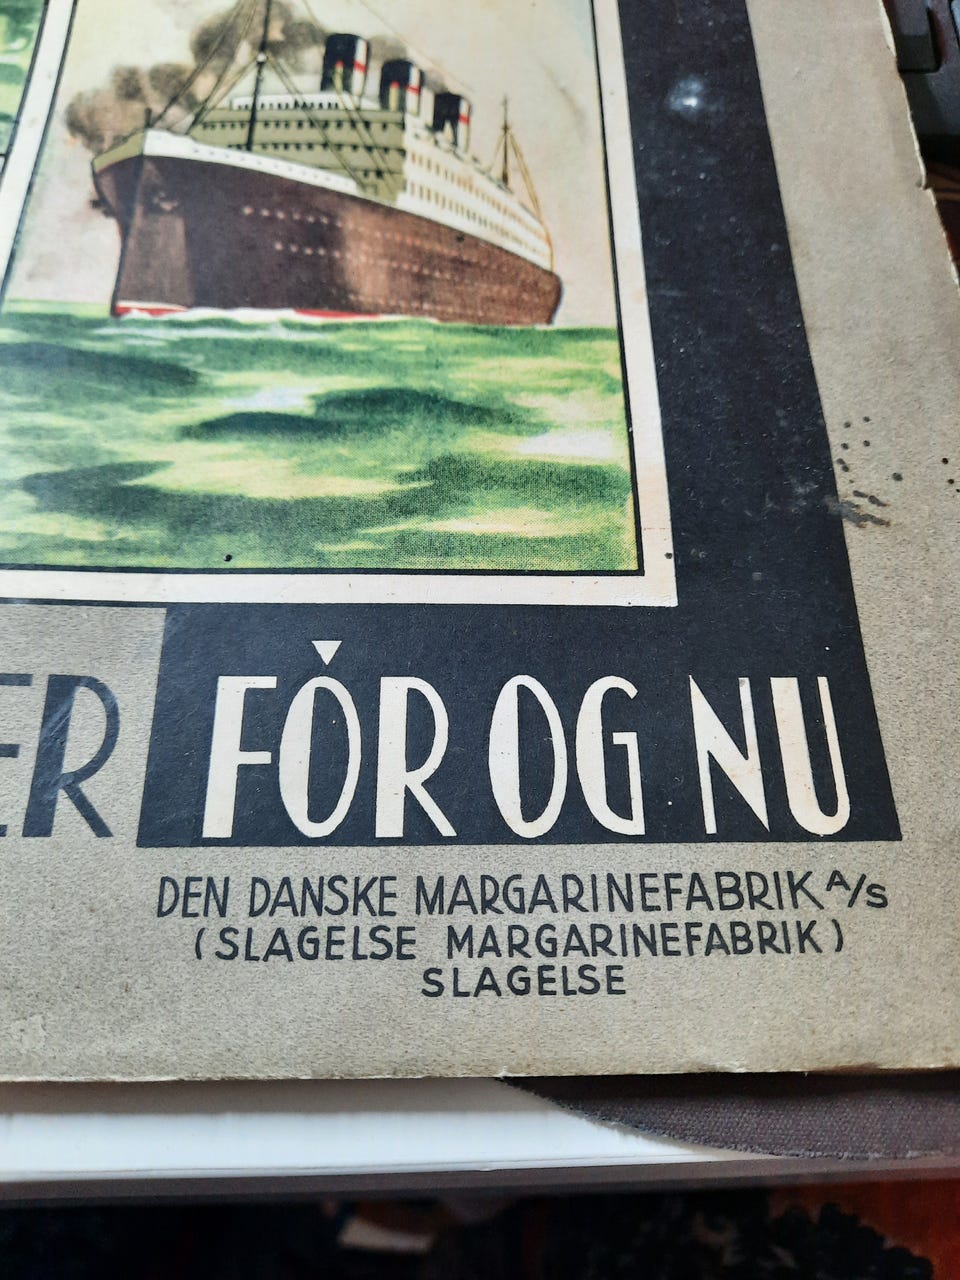 ER FÓR OG NU
DEN DANSKE MARGARINEFABRIK A/S
(SLAGELSE MARGARINEFABRIK)
SLAGELSE